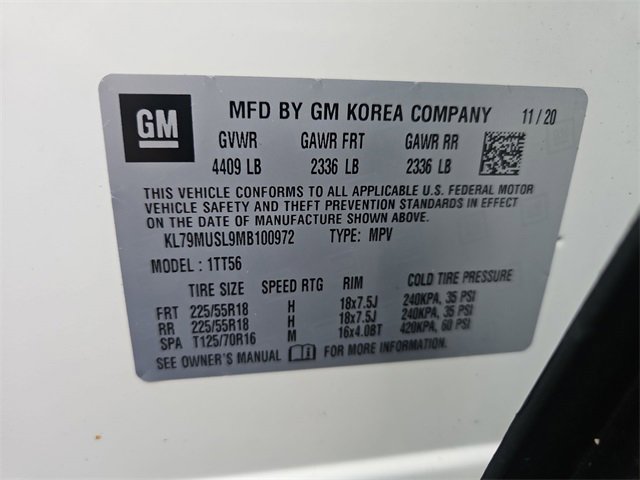 GM MFD BY GM KOREA COMPANY 11/20
GVWR GAWR FRT GAWR RR
4409 LB 2336 LB 2336 LB
THIS VEHICLE CONFORMS TO ALL APPLICABLE U.S. FEDERAL MOTOR
VEHICLE SAFETY AND THEFT PREVENTION STANDARDS IN EFFECT
ON THE DATE OF MANUFACTURE SHOWN ABOVE.
KL79MUSL9MB100972 TYPE: MPV
MODEL: 1TT56
TIRE SIZE SPEED RTG RIM COLD TIRE PRESSURE
FRT 225/55R18 H 18x7.5J 240KPA, 35 PSI
RR 225/55R18 H 18x7.5J 240KPA, 35 PSI
SPA T125/70R16 M 16x4.0BT 420KPA, 60 PSI
SEE OWNER'S MANUAL FOR MORE INFORMATION